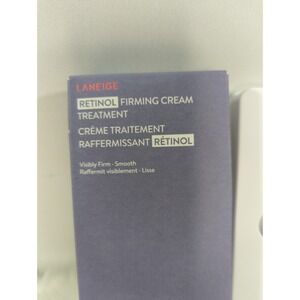 LANEIGE
RETINOL FIRMING CREAM
TREATMENT
CRÈME TRAITEMENT
RAFFERMISSANT RÉTINOL
Visibly Firm · Smooth
Raffermit visiblement · Lisse